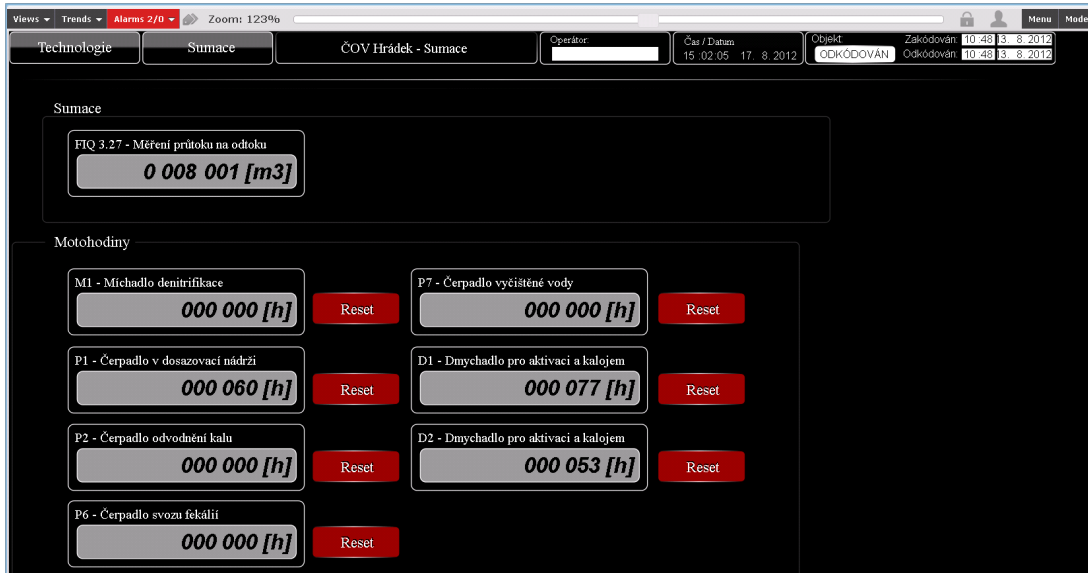 Views Trends Alarms 2/0 Zoom: 123% Menu Mode
Technologie Sumace ČOV Hrádek - Sumace Operátor: Čas / Datum Objekt: Zakódován: 10 :48 13. 8. 2012
15 :02:05 17. 8. 2012 ODKÓDOVÁN Odkódován: 10 :48 13. 8. 2012
Sumace
FIQ 3.27 - Měření průtoku na odtoku
0 008 001 [m3]
Motohodiny
M1 - Míchadlo denitrifikace
000 000 [h] Reset
P7 - Čerpadlo vyčištěné vody
000 000 [h] Reset
P1 - Čerpadlo v dosazovací nádrži
000 060 [h] Reset
D1 - Dmychadlo pro aktivaci a kalojem
000 077 [h] Reset
P2 - Čerpadlo odvodnění kalu
000 000 [h] Reset
D2 - Dmychadlo pro aktivaci a kalojem
000 053 [h] Reset
P6 - Čerpadlo svozu fekálií
000 000 [h] Reset